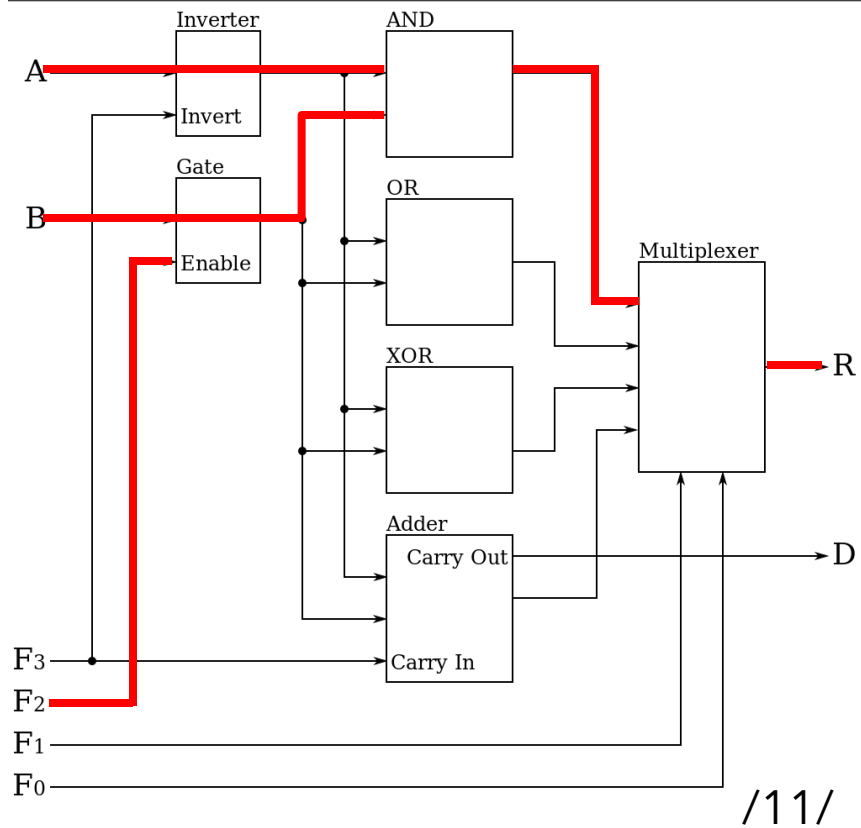 Inverter
AND
A
Invert
Gate
OR
B
Enable
Multiplexer
XOR
R
Adder
Carry Out
D
F3
Carry In
F2
F1
F0
/11/